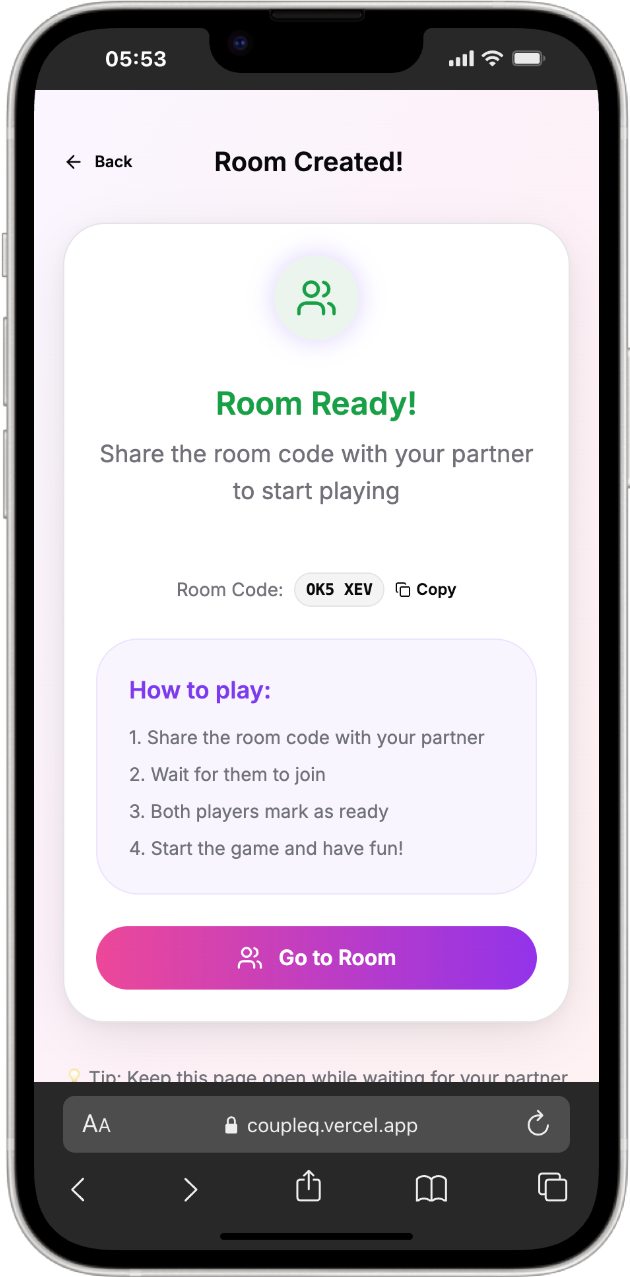 05:53
Back
Room Created!
Room Ready!
Share the room code with your partner
to start playing
Room Code: OK5 XEV Copy
How to play:
1. Share the room code with your partner
2. Wait for them to join
3. Both players mark as ready
4. Start the game and have fun!
Go to Room
Tip: Keep this page open while waiting for your partner
AA coupleq.vercel.app